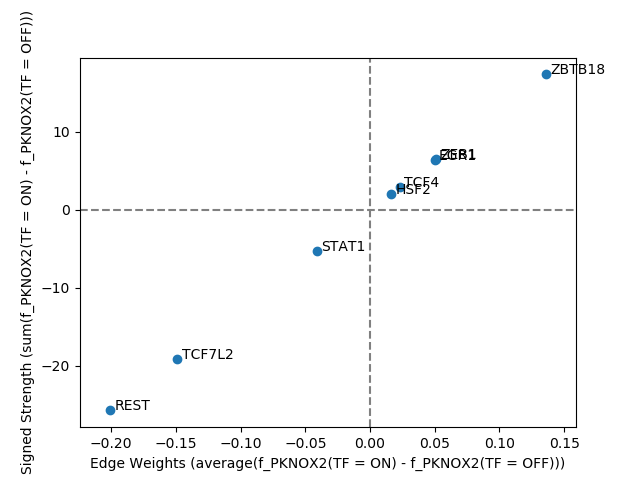 Signed Strength (sum(f_PKNOX2(TF = ON) - f_PKNOX2(TF = OFF)))
ZBTB18
ZEB1
EGR1
TCF4
HSF2
STAT1
TCF7L2
REST
10
0
−10
−20
−0.20 −0.15 −0.10 −0.05 0.00 0.05 0.10 0.15
Edge Weights (average(f_PKNOX2(TF = ON) - f_PKNOX2(TF = OFF)))